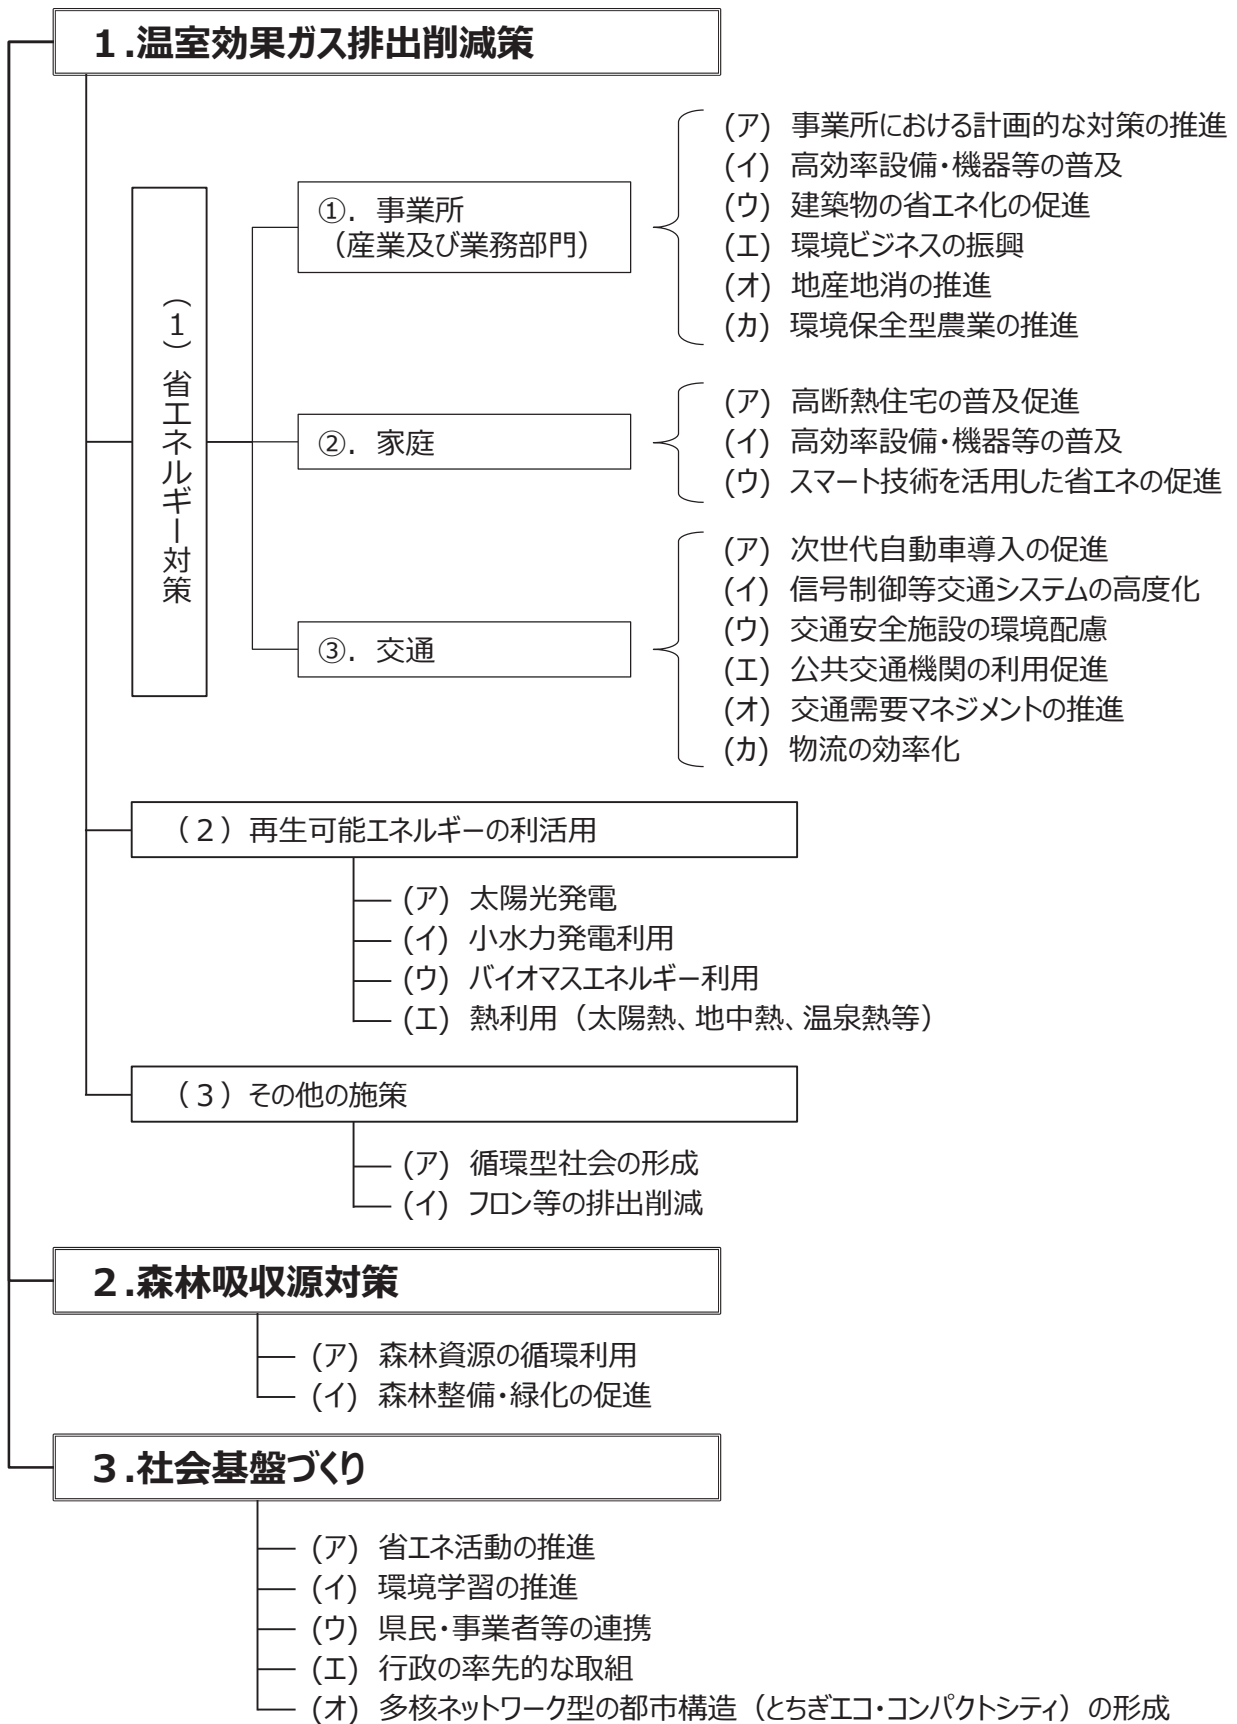 １.温室効果ガス排出削減策
(ア) 事業所における計画的な対策の推進
(イ) 高効率設備・機器等の普及
(ウ) 建築物の省エネ化の促進
(エ) 環境ビジネスの振興
(オ) 地産地消の推進
(カ) 環境保全型農業の推進
①．事業所
（産業及び業務部門）
（１）省エネルギー対策
(ア) 高断熱住宅の普及促進
(イ) 高効率設備・機器等の普及
(ウ) スマート技術を活用した省エネの促進
②．家庭
(ア) 次世代自動車導入の促進
(イ) 信号制御等交通システムの高度化
(ウ) 交通安全施設の環境配慮
(エ) 公共交通機関の利用促進
(オ) 交通需要マネジメントの推進
(カ) 物流の効率化
③．交通
（２）再生可能エネルギーの利活用
(ア) 太陽光発電
(イ) 小水力発電利用
(ウ) バイオマスエネルギー利用
(エ) 熱利用（太陽熱、地中熱、温泉熱等）
（３）その他の施策
(ア) 循環型社会の形成
(イ) フロン等の排出削減
２.森林吸収源対策
(ア) 森林資源の循環利用
(イ) 森林整備・緑化の促進
３.社会基盤づくり
(ア) 省エネ活動の推進
(イ) 環境学習の推進
(ウ) 県民・事業者等の連携
(エ) 行政の率先的な取組
(オ) 多核ネットワーク型の都市構造（とちぎエコ・コンパクトシティ）の形成